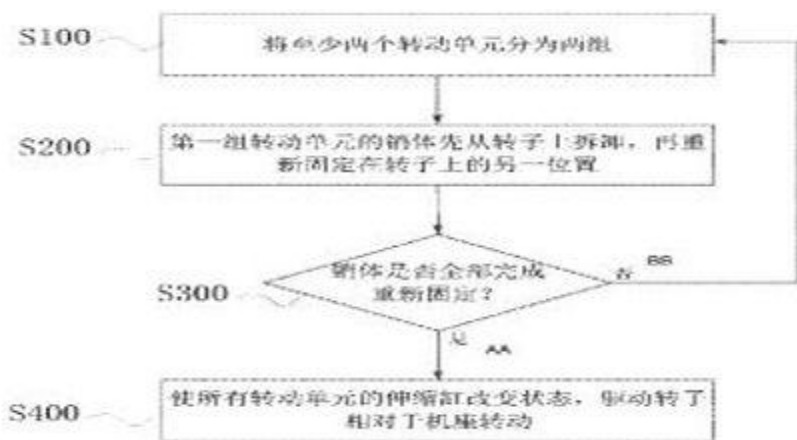 S100
将至少两个转动单元分为两组
S200
第一组转动单元的销体先从转子上拆卸，再重
新固定在转子上的另一位置
S300
销体是否全部完成
重新固定？
否
BB
是
AA
S400
使所有转动单元的伸缩缸改变状态，驱动转子
相对于机座转动